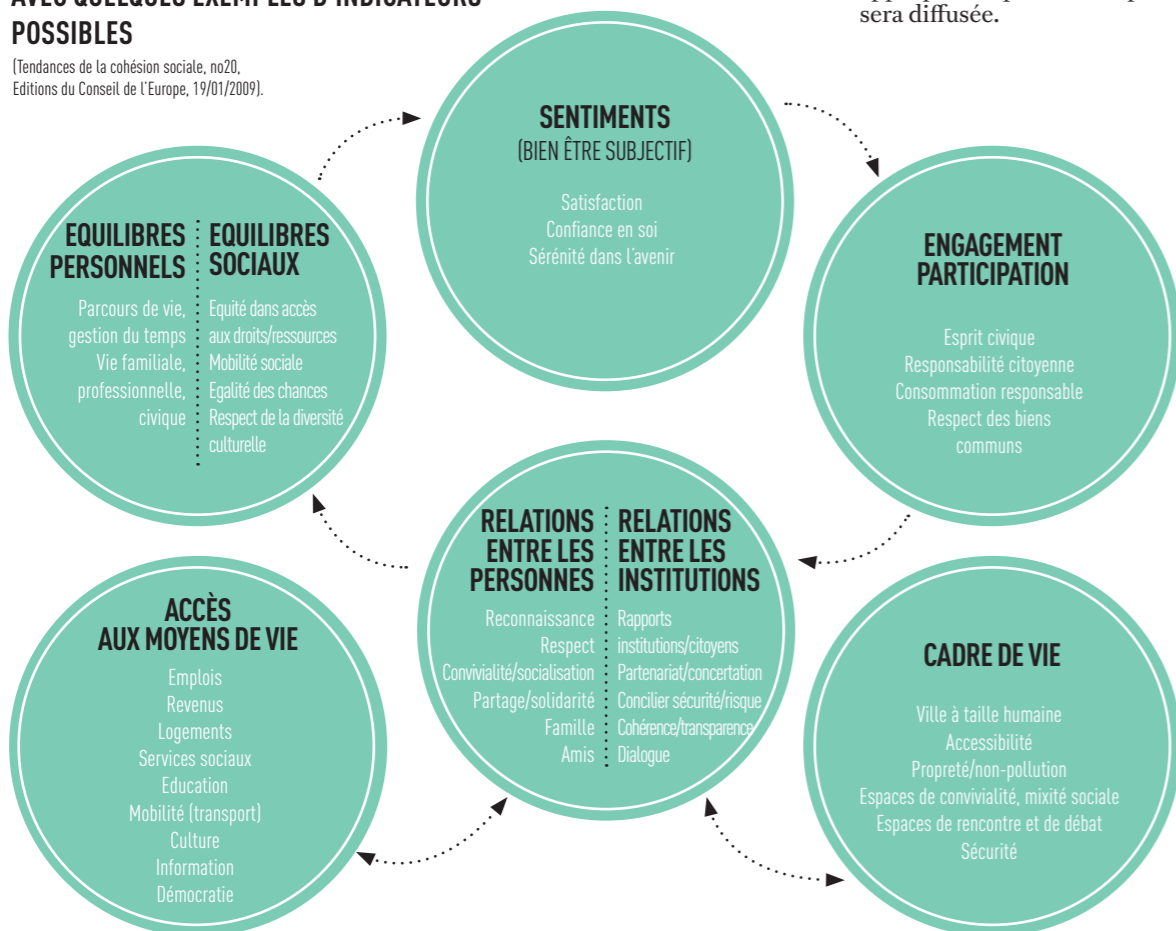 AVEC QUELQUES EXEMPLES D'INDICATEURS
POSSIBLES
(Tendances de la cohésion sociale, no20,
Editions du Conseil de l'Europe, 19/01/2009).
sera diffusée.
SENTIMENTS
(BIEN ÊTRE SUBJECTIF)
Satisfaction
Confiance en soi
Sérénité dans l'avenir
EQUILIBRES
PERSONNELS
Parcours de vie,
gestion du temps
Vie familiale,
professionnelle,
civique
EQUILIBRES
SOCIAUX
Equité dans accès
aux droits/ressources
Mobilité sociale
Egalité des chances
Respect de la diversité
culturelle
ENGAGEMENT
PARTICIPATION
Esprit civique
Responsabilité citoyenne
Consommation responsable
Respect des biens
communs
RELATIONS
ENTRE LES
PERSONNES
Reconnaissance
Respect
Convivialité/socialisation
Partage/solidarité
Famille
Amis
RELATIONS
ENTRE LES
INSTITUTIONS
Rapports
institutions/citoyens
Partenariat/concertation
Concilier sécurité/risque
Cohérence/transparence
Dialogue
ACCÈS
AUX MOYENS DE VIE
Emplois
Revenus
Logements
Services sociaux
Education
Mobilité (transport)
Culture
Information
Démocratie
CADRE DE VIE
Ville à taille humaine
Accessibilité
Propreté/non-pollution
Espaces de convivialité, mixité sociale
Espaces de rencontre et de débat
Sécurité